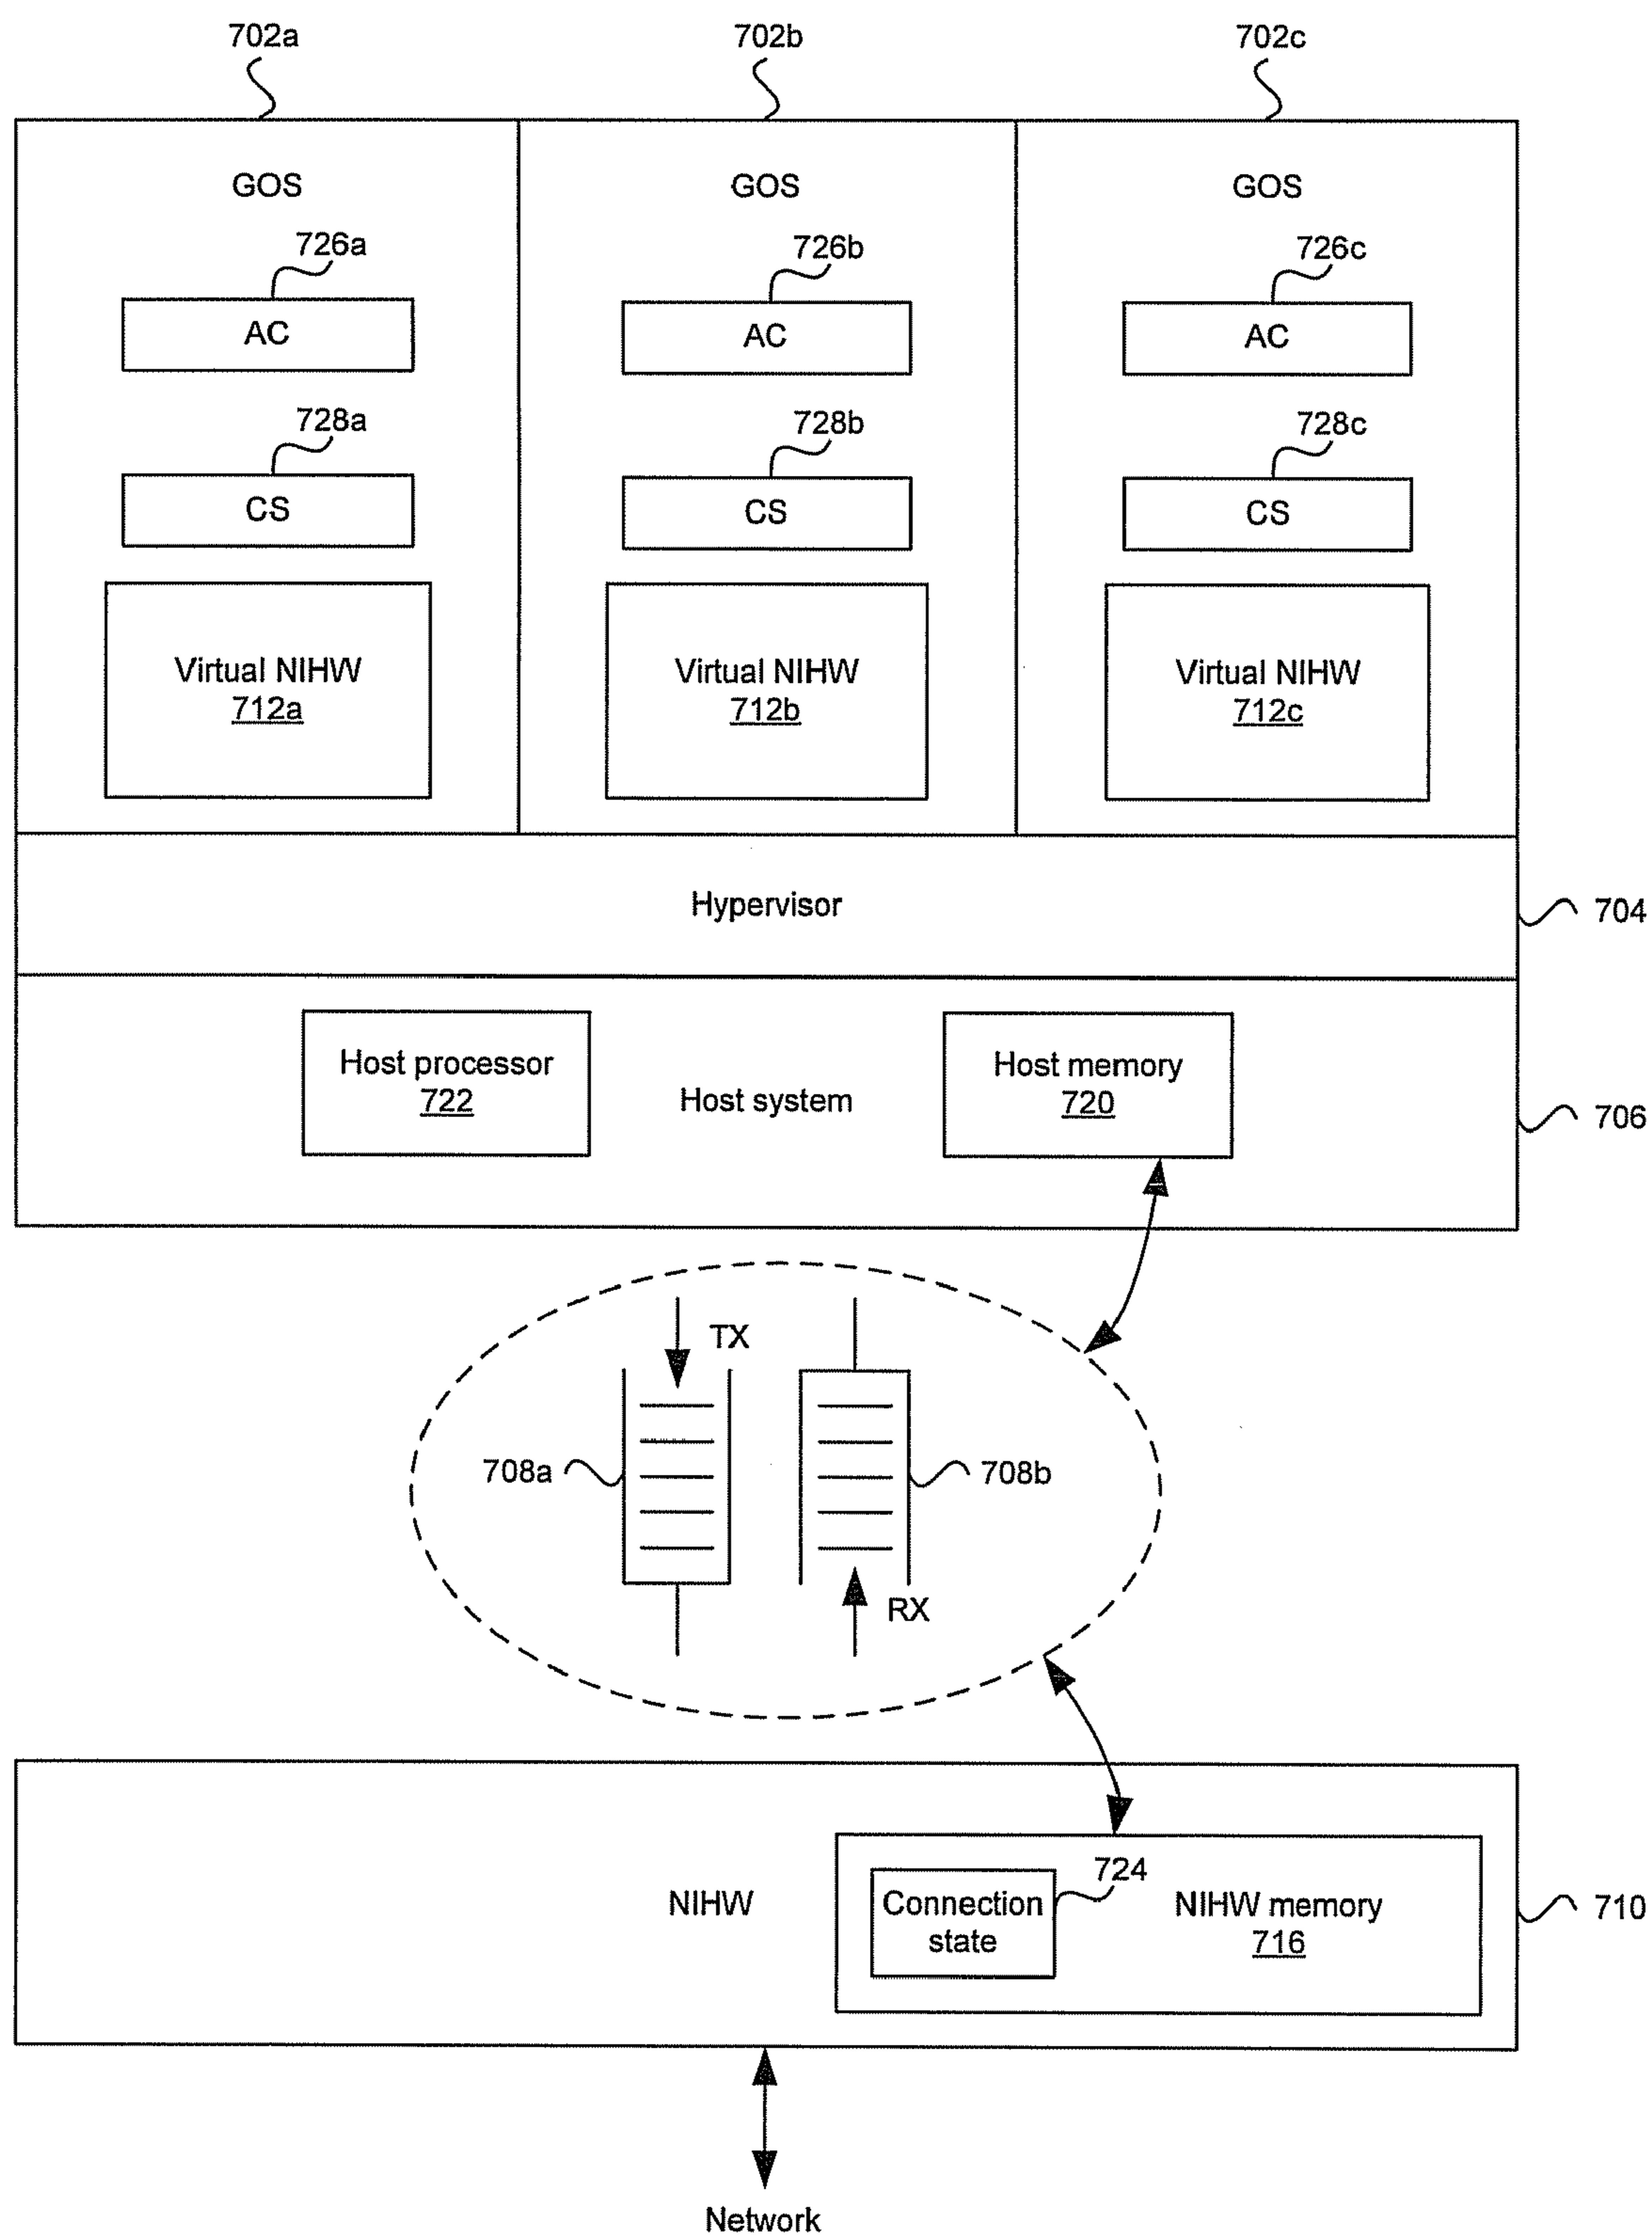 702a 702b 702c
GOS GOS GOS
726a 726b 726c
AC AC AC
728a 728b 728c
CS CS CS
Virtual NIHW Virtual NIHW Virtual NIHW
712a 712b 712c
Hypervisor
704
Host processor
722
Host system
Host memory
720
706
TX
708a
708b
RX
NIHW
Connection
state
724
NIHW memory
716
710
Network